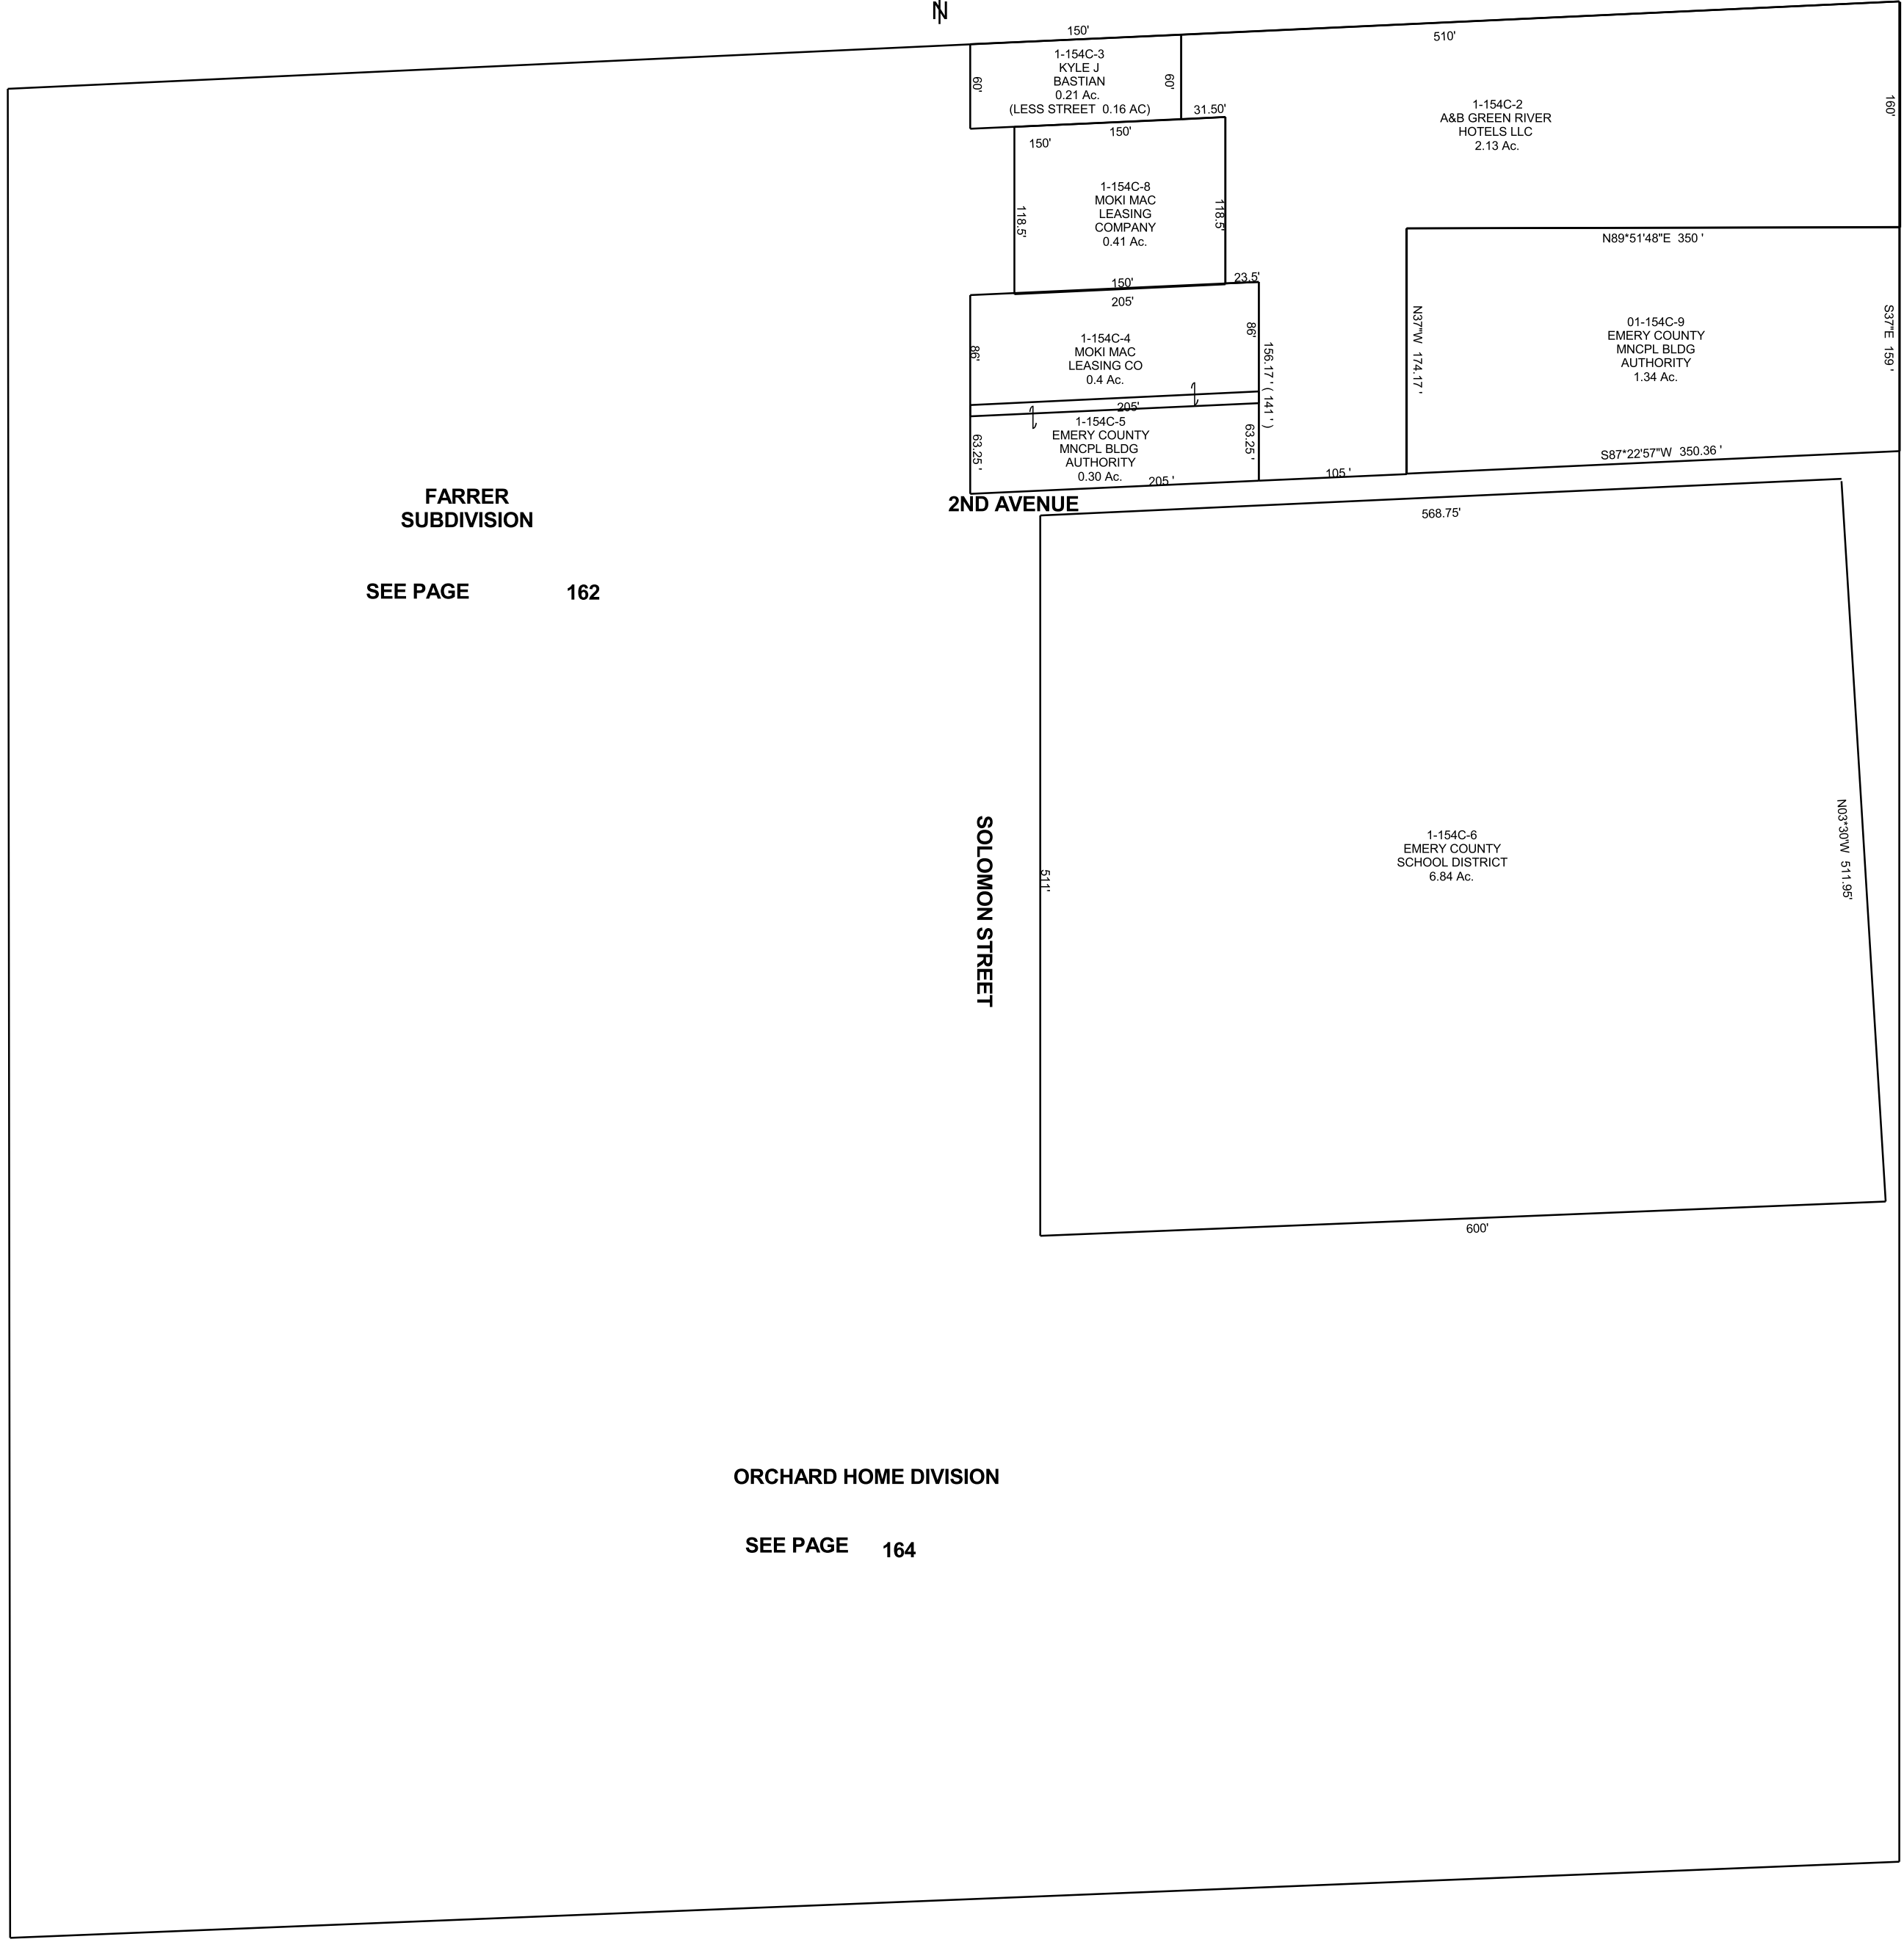 N
150'
510'
1-154C-3
KYLE J
BASTIAN
0.21 Ac.
(LESS STREET 0.16 AC)
60'
60'
31.50'
1-154C-2
A&B GREEN RIVER
HOTELS LLC
2.13 Ac.
160'
150'
150'
1-154C-8
MOKI MAC
LEASING
COMPANY
0.41 Ac.
118.5'
118.5'
150'
23.5'
205'
1-154C-4
MOKI MAC
LEASING CO
0.4 Ac.
86'
86'
156.17 ' ( 141 ' )
N89*51'48"E 350 '
N37"W 174.17 '
01-154C-9
EMERY COUNTY
MNCPL BLDG
AUTHORITY
1.34 Ac.
S37"E 159 '
S87*22'57"W 350.36 '
205'
1-154C-5
EMERY COUNTY
MNCPL BLDG
AUTHORITY
0.30 Ac.
63.25 '
63.25 '
205 '
105 '
2ND AVENUE
568.75'
FARRER
SUBDIVISION
SEE PAGE 162
SOLOMON STREET
511'
1-154C-6
EMERY COUNTY
SCHOOL DISTRICT
6.84 Ac.
N03*30'W 511.95'
600'
ORCHARD HOME DIVISION
SEE PAGE 164